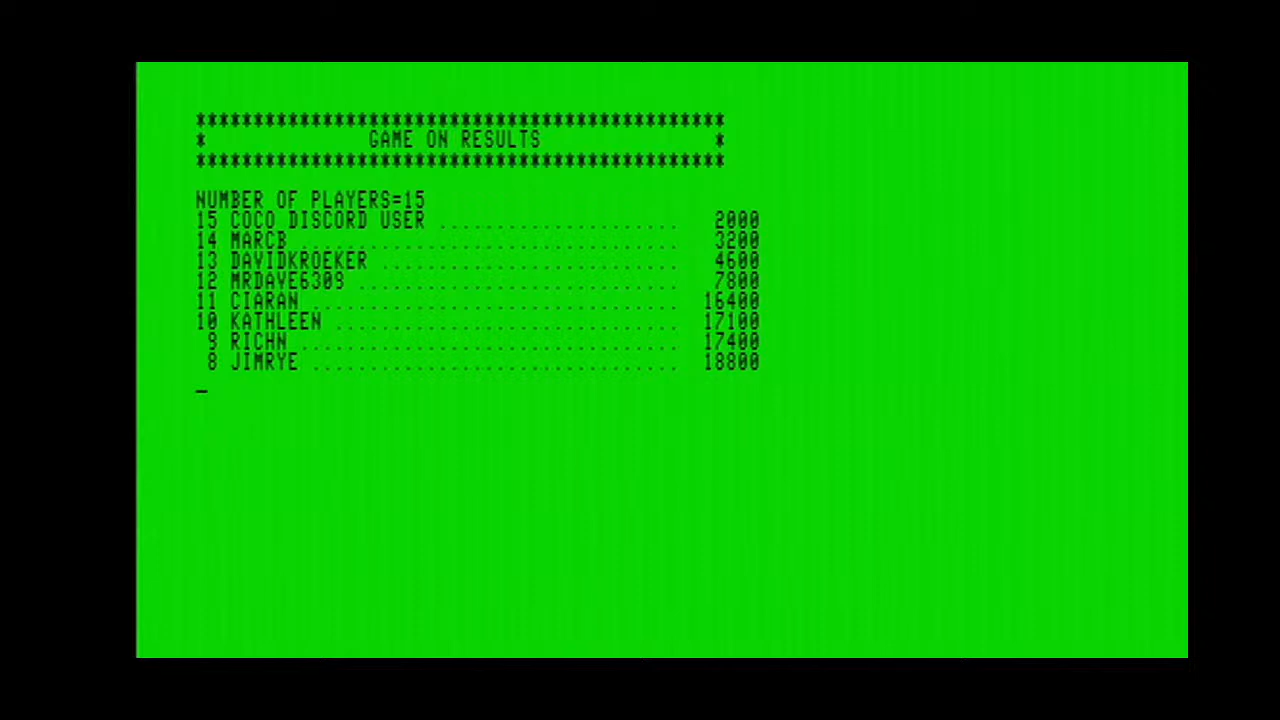 **********************************************
*              GAME ON RESULTS               *
**********************************************
NUMBER OF PLAYERS=15
15 COCO DISCORD USER ..................... 2000
14 MARCB ................................. 3200
13 DAVIDKROEKER .......................... 4600
12 MRDAVE6309 ............................ 7800
11 CIARAN ................................ 16400
10 KATHLEEN .............................. 17100
9 RICHN ................................. 17400
8 JIMRYE ................................ 18800
_